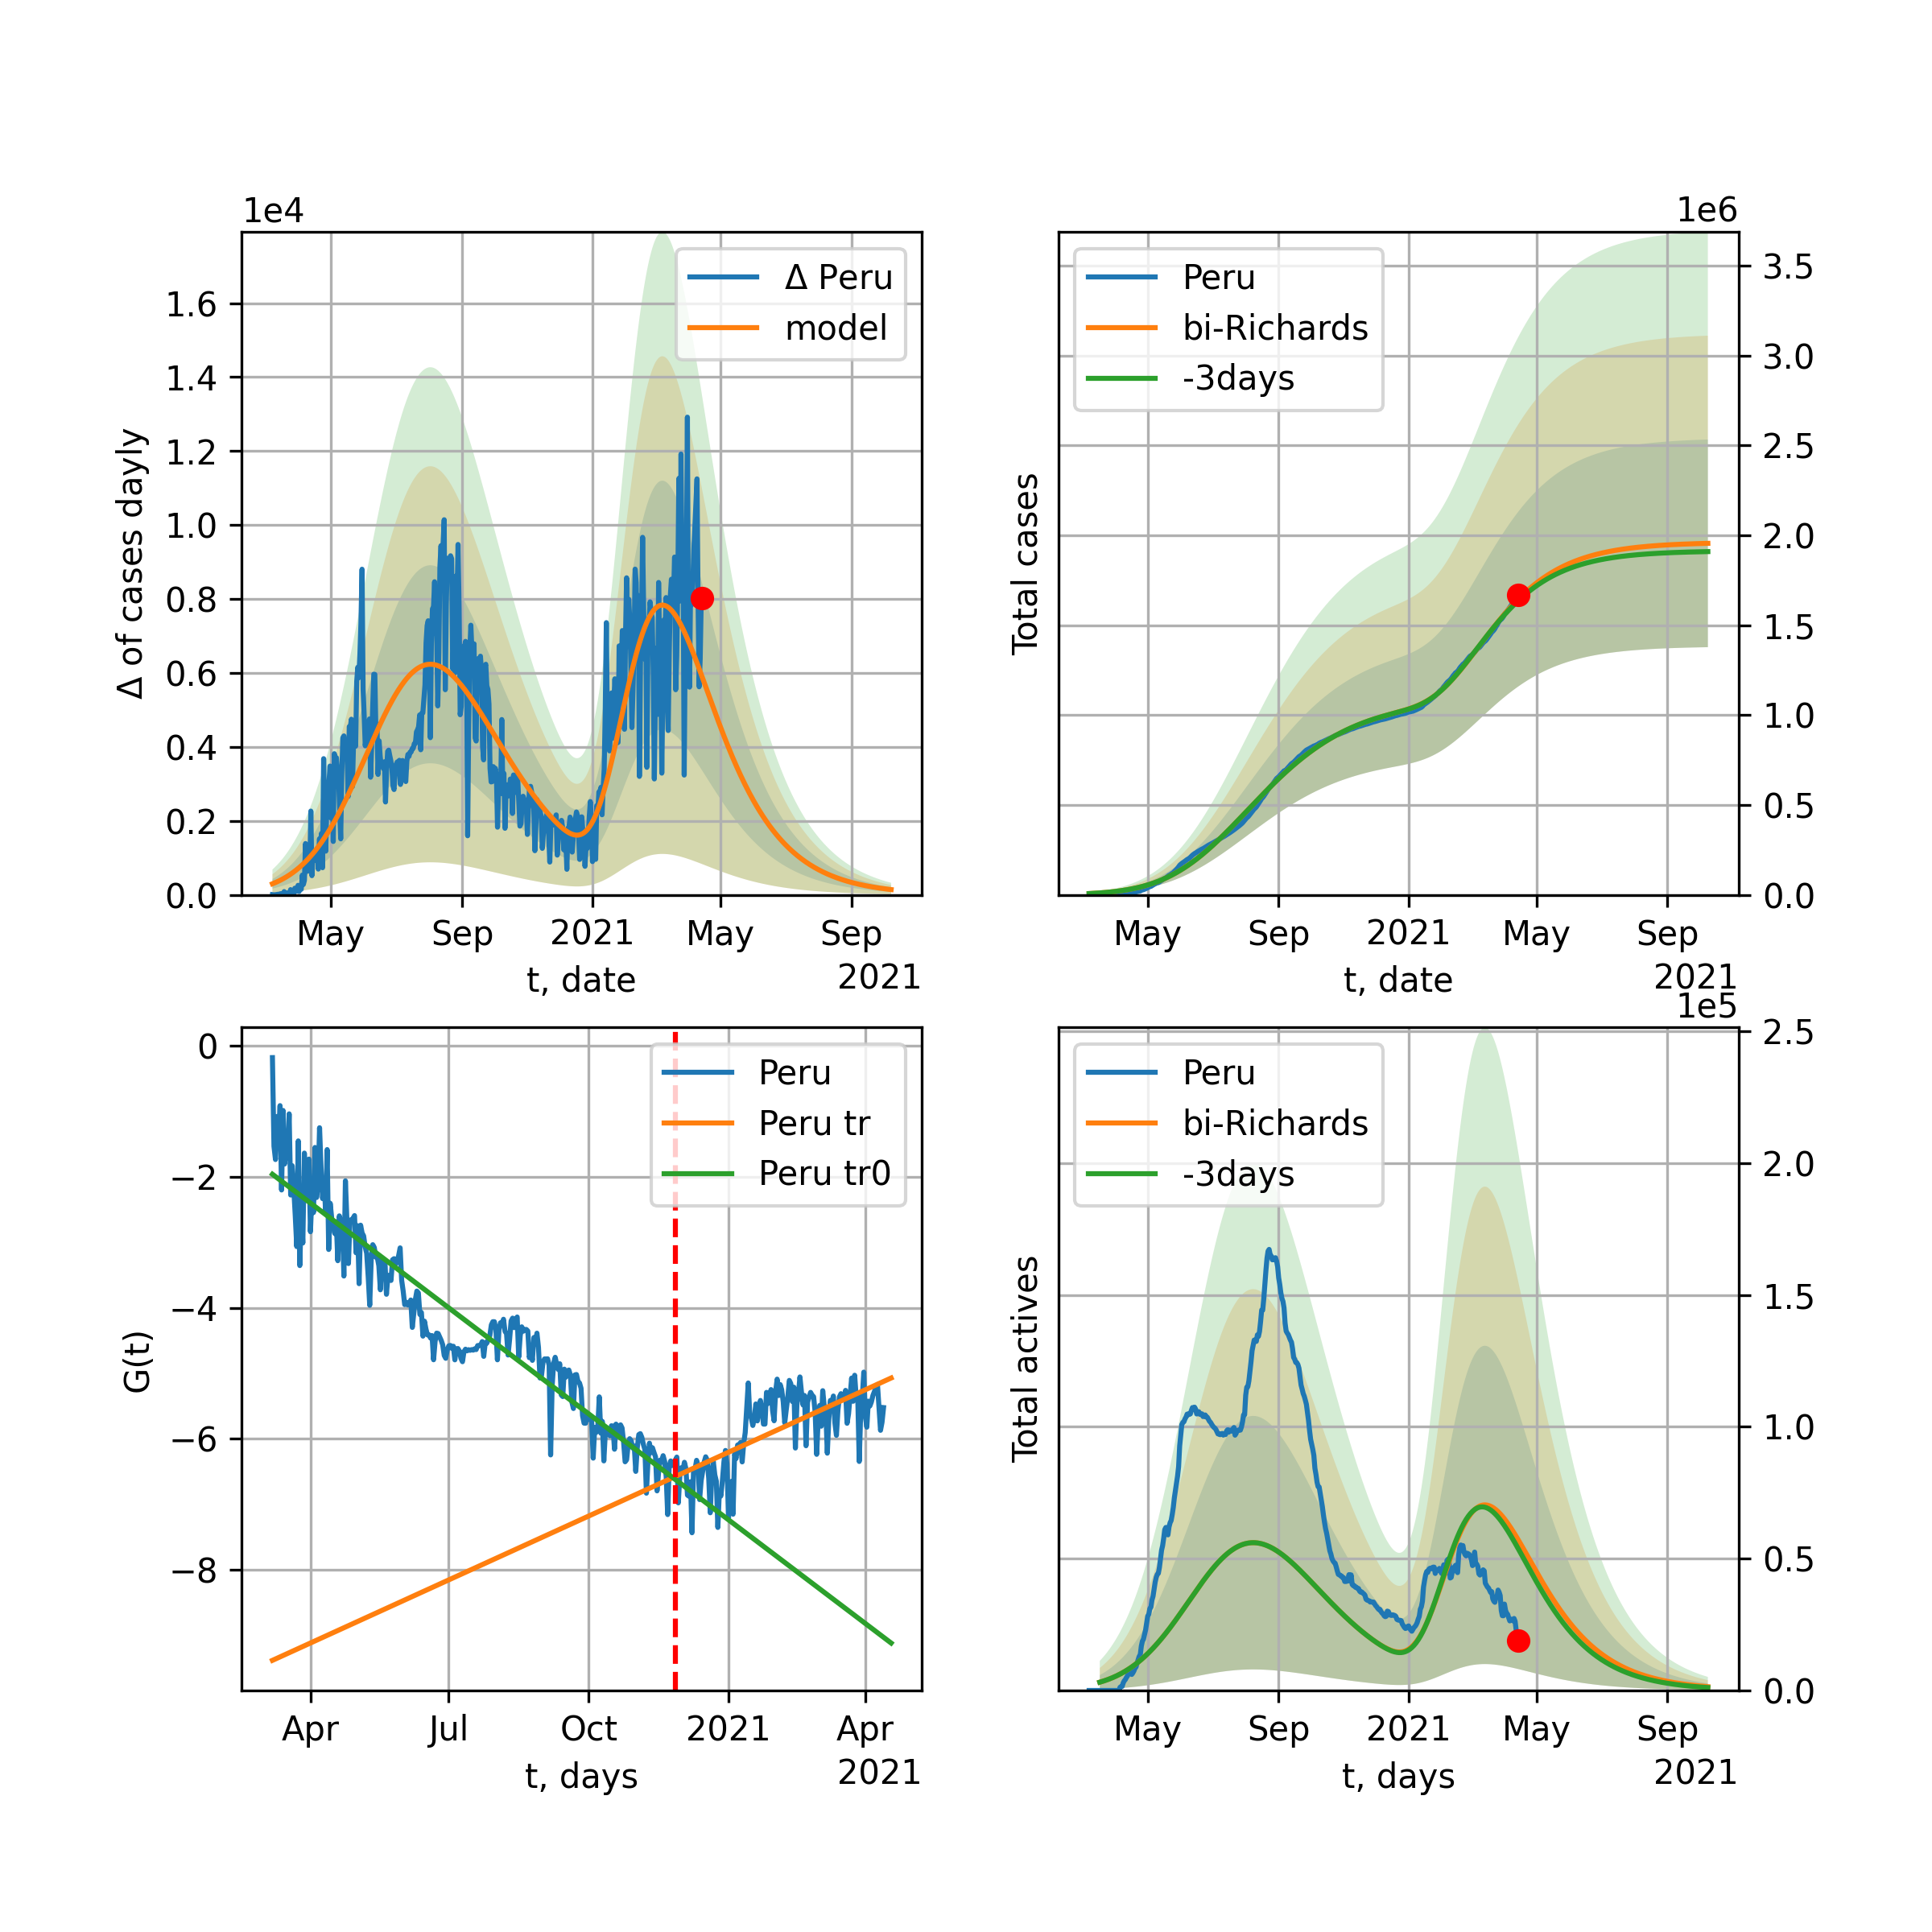 1e4
Δ of cases dayly
1.6
1.4
1.2
1.0
0.8
0.6
0.4
0.2
0.0
Δ Peru
model
May Sep 2021 May Sep
t, date 2021
1e6
Total cases
Peru
bi-Richards
-3days
3.5
3.0
2.5
2.0
1.5
1.0
0.5
0.0
May Sep 2021 May Sep
t, date 2021
G(t)
0
−2
−4
−6
−8
Peru
Peru tr
Peru tr0
Apr Jul Oct 2021 Apr
t, days 2021
1e5
Total actives
Peru
bi-Richards
-3days
2.5
2.0
1.5
1.0
0.5
0.0
May Sep 2021 May Sep
t, days 2021